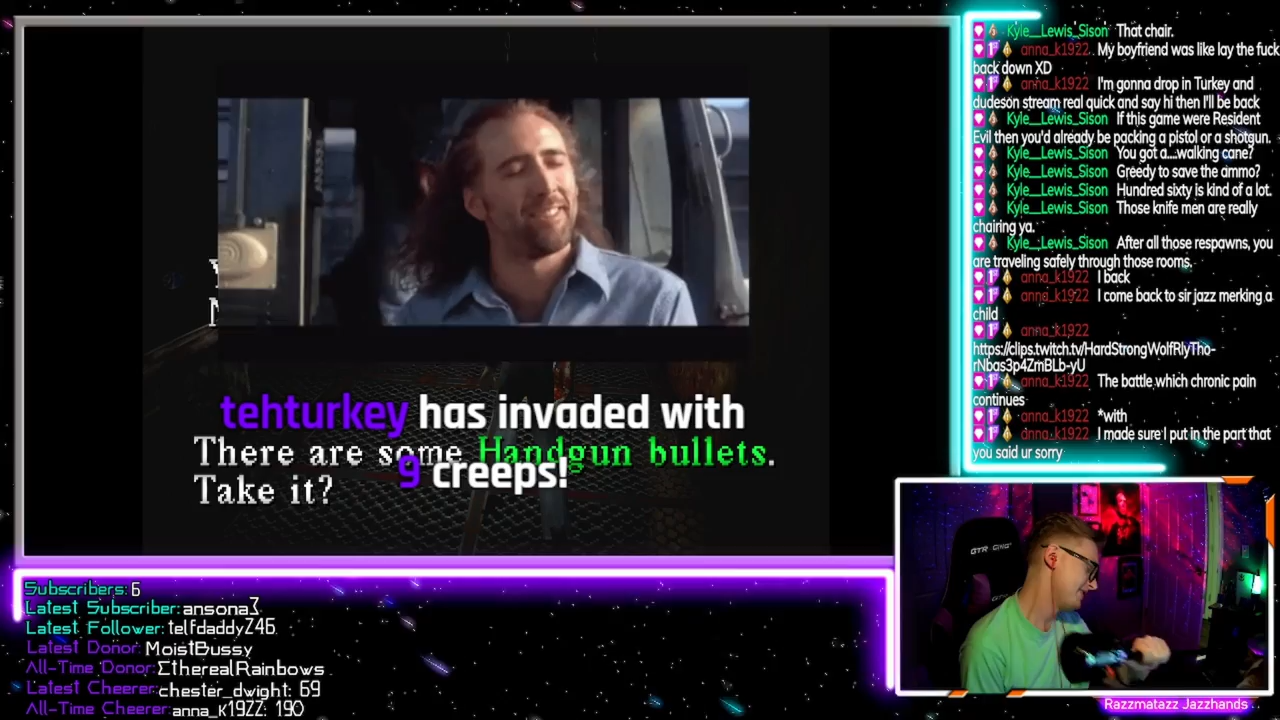 tehturkey has invaded with
9 creeps!
There are some Handgun bullets.
Take it?
Kyle__Lewis_Sison That chair.
anna_k1922 My boyfriend was like lay the fuck
back down XD
anna_k1922 I'm gonna drop in Turkey and
dudeson stream real quick and say hi then I'll be back
Kyle__Lewis_Sison If this game were Resident
Evil then you'd already be packing a pistol or a shotgun.
Kyle__Lewis_Sison You got a....walking cane?
Kyle__Lewis_Sison Greedy to save the ammo?
Kyle__Lewis_Sison Hundred sixty is kind of a lot.
Kyle__Lewis_Sison Those knife men are really
chairing ya.
Kyle__Lewis_Sison After all those respawns, you
are traveling safely through those rooms.
anna_k1922 I back
anna_k1922 I come back to sir jazz merking a
child
anna_k1922
https://clips.twitch.tv/HardStrongWolfRlyTho-
rNbas3p4ZmBLb-yU
anna_k1922 The battle which chronic pain
continues
anna_k1922 *with
anna_k1922 I made sure I put in the part that
you said ur sorry
GTR
Subscribers: 6
Latest Subscriber: ansona3
Latest Follower: telfdaddy246
Latest Donor: MoistBussy
All-Time Donor: EtherealRainbows
Latest Cheerer: chester_dwight: 69
All-Time Cheerer: anna_k1922: 190
Razzmatazz Jazzhands